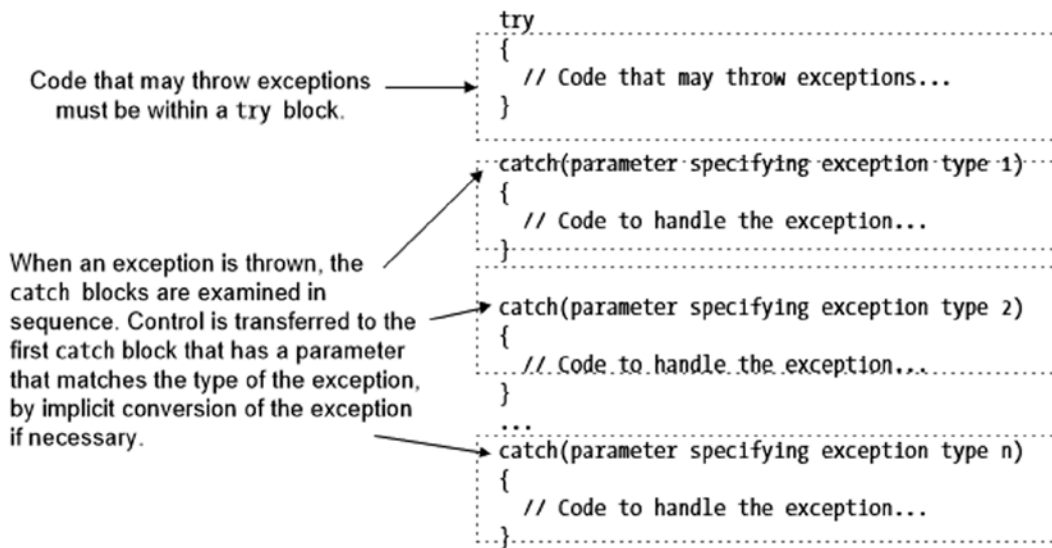 Code that may throw exceptions
must be within a try block.
When an exception is thrown, the
catch blocks are examined in
sequence. Control is transferred to the
first catch block that has a parameter
that matches the type of the exception,
by implicit conversion of the exception
if necessary.
try
{
// Code that may throw exceptions...
}
catch(parameter specifying exception type 1)
{
// Code to handle the exception...
}
catch(parameter specifying exception type 2)
{
// Code to handle the exception...
}
...
catch(parameter specifying exception type n)
{
// Code to handle the exception...
}